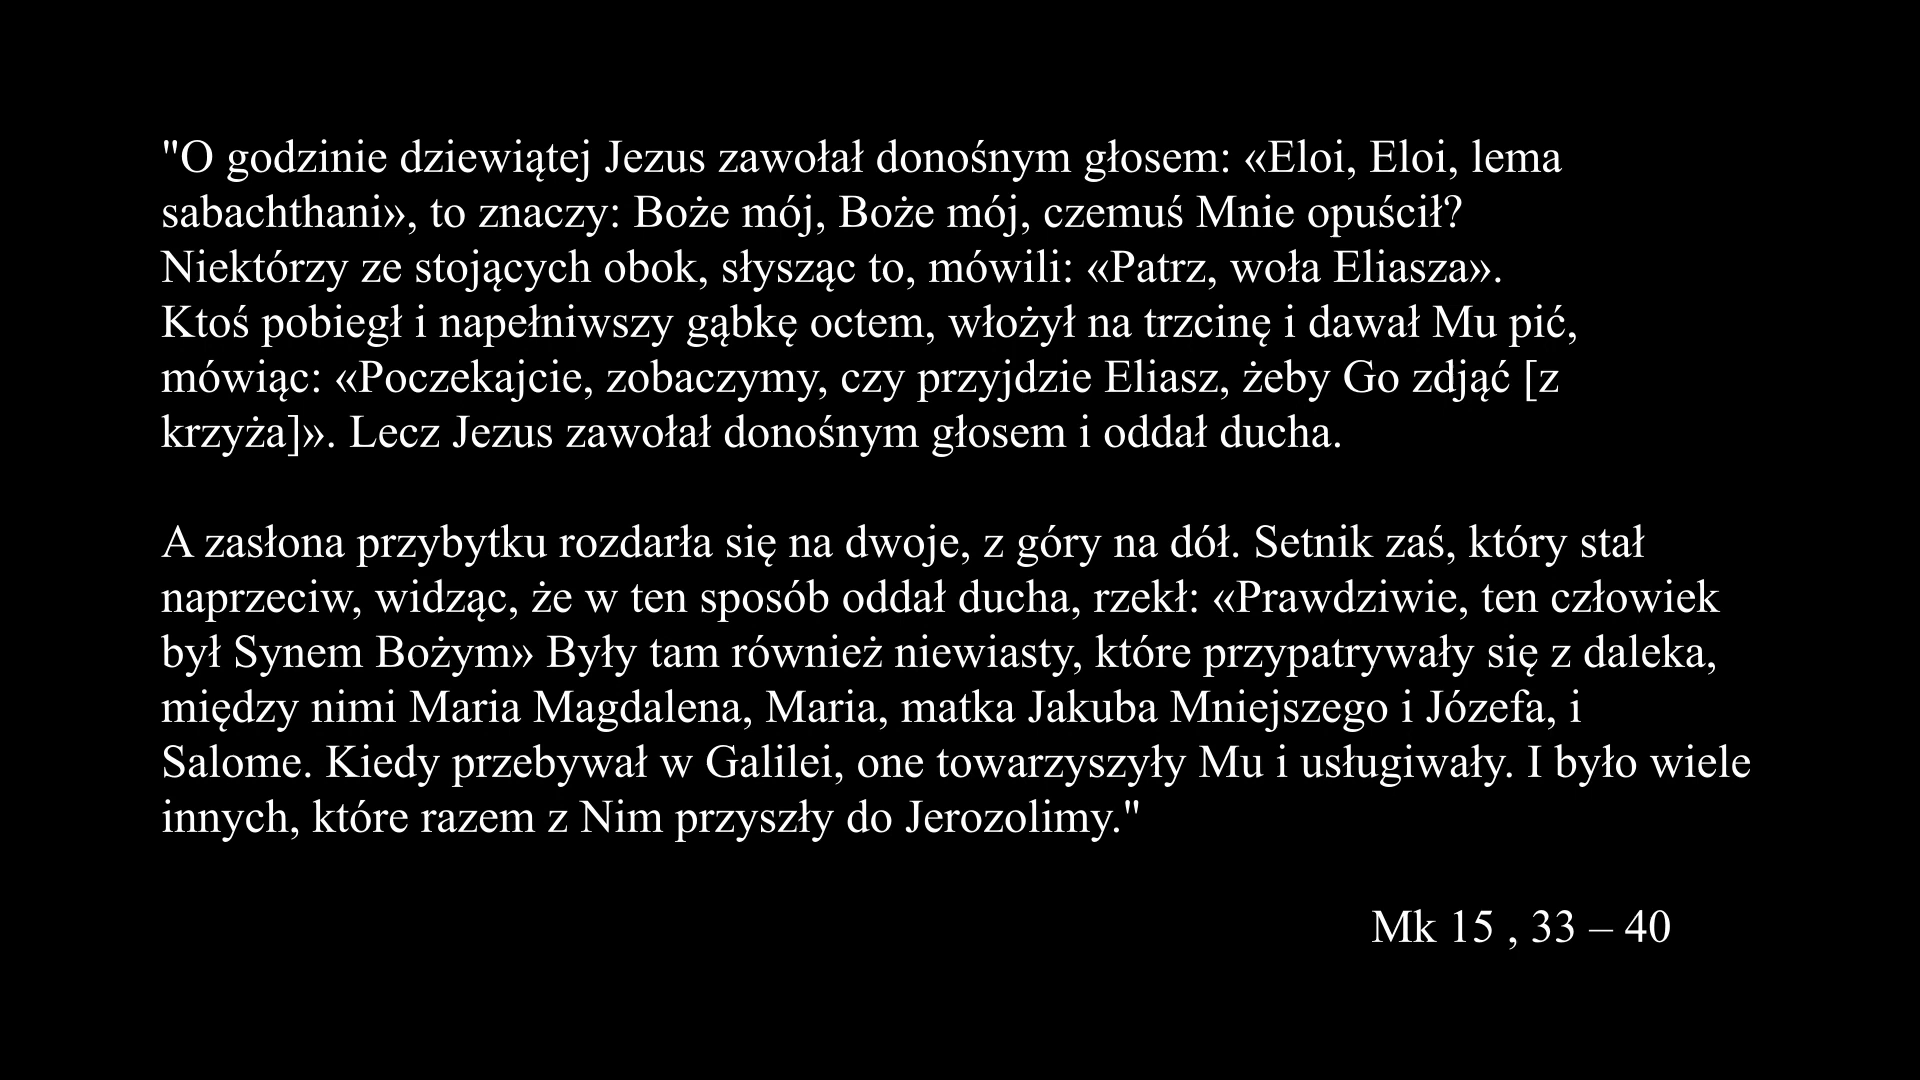 "O godzinie dziewiątej Jezus zawołał donośnym głosem: «Eloi, Eloi, lema
sabachthani», to znaczy: Boże mój, Boże mój, czemuś Mnie opuścił?
Niektórzy ze stojących obok, słysząc to, mówili: «Patrz, woła Eliasza».
Ktoś pobiegł i napełniwszy gąbkę octem, włożył na trzcinę i dawał Mu pić,
mówiąc: «Poczekajcie, zobaczymy, czy przyjdzie Eliasz, żeby Go zdjąć [z
krzyża]». Lecz Jezus zawołał donośnym głosem i oddał ducha.
A zasłona przybytku rozdarła się na dwoje, z góry na dół. Setnik zaś, który stał
naprzeciw, widząc, że w ten sposób oddał ducha, rzekł: «Prawdziwie, ten człowiek
był Synem Bożym» Były tam również niewiasty, które przypatrywały się z daleka,
między nimi Maria Magdalena, Maria, matka Jakuba Mniejszego i Józefa, i
Salome. Kiedy przebywał w Galilei, one towarzyszyły Mu i usługiwały. I było wiele
innych, które razem z Nim przyszły do Jerozolimy."
Mk 15 , 33 – 40